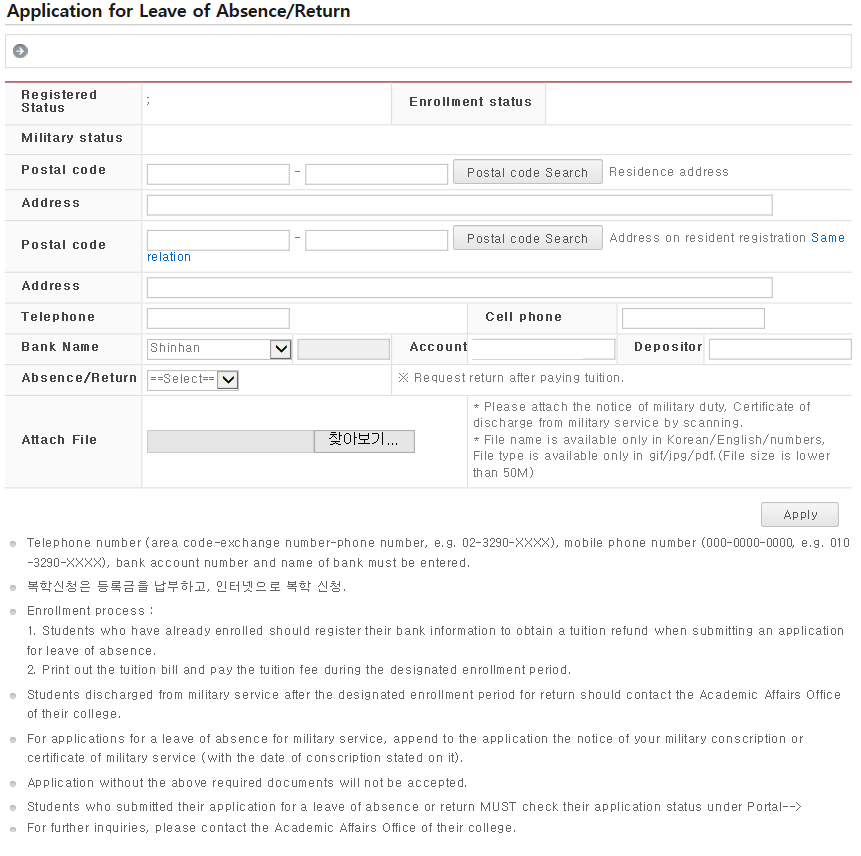 Application for Leave of Absence/Return
Registered
Status
;
Enrollment status
Military status
Postal code
-
Postal code Search
Residence address
Address
Postal code
-
Postal code Search
Address on resident registration Same
relation
Address
Telephone
Cell phone
Bank Name
Shinhan
Account
Depositor
Absence/Return
==Select==
※ Request return after paying tuition.
Attach File
찾아보기...
* Please attach the notice of military duty, Certificate of
discharge from military service by scanning.
* File name is available only in Korean/English/numbers,
File type is available only in gif/jpg/pdf.(File size is lower
than 50M)
Apply
Telephone number (area code-exchange number-phone number, e.g. 02-3290-XXXX), mobile phone number (000-0000-0000, e.g. 010
-3290-XXXX), bank account number and name of bank must be entered.
복학신청은 등록금을 납부하고, 인터넷으로 복학 신청.
Enrollment process :
1. Students who have already enrolled should register their bank information to obtain a tuition refund when submitting an application
for leave of absence.
2. Print out the tuition bill and pay the tuition fee during the designated enrollment period.
Students discharged from military service after the designated enrollment period for return should contact the Academic Affairs Office
of their college.
For applications for a leave of absence for military service, append to the application the notice of your military conscription or
certificate of military service (with the date of conscription stated on it).
Application without the above required documents will not be accepted.
Students who submitted their application for a leave of absence or return MUST check their application status under Portal-->
For further inquiries, please contact the Academic Affairs Office of their college.